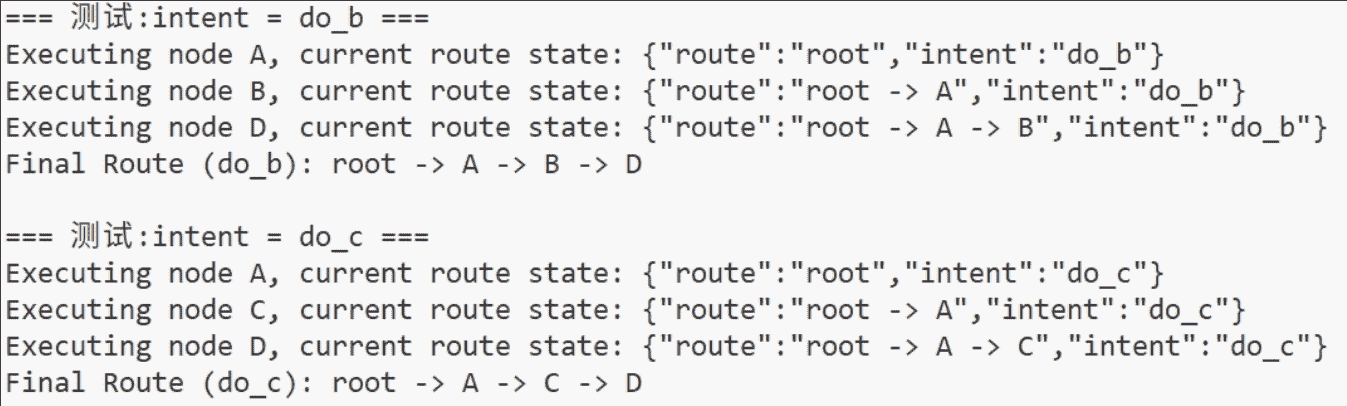 === 测试:intent = do_b ===
Executing node A, current route state: {"route":"root","intent":"do_b"}
Executing node B, current route state: {"route":"root -> A","intent":"do_b"}
Executing node D, current route state: {"route":"root -> A -> B","intent":"do_b"}
Final Route (do_b): root -> A -> B -> D
=== 测试:intent = do_c ===
Executing node A, current route state: {"route":"root","intent":"do_c"}
Executing node C, current route state: {"route":"root -> A","intent":"do_c"}
Executing node D, current route state: {"route":"root -> A -> C","intent":"do_c"}
Final Route (do_c): root -> A -> C -> D